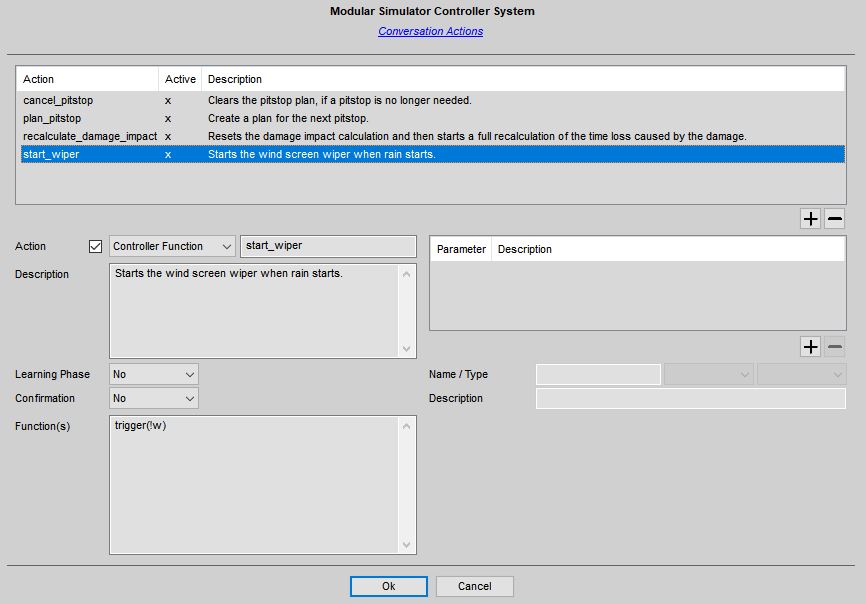 Modular Simulator Controller System
Conversation Actions
Action Active Description
cancel_pitstop x Clears the pitstop plan, if a pitstop is no longer needed.
plan_pitstop x Create a plan for the next pitstop.
recalculate_damage_impact x Resets the damage impact calculation and then starts a full recalculation of the time loss caused by the damage.
start_wiper x Starts the wind screen wiper when rain starts.
Action Controller Function start_wiper Parameter Description
Description Starts the wind screen wiper when rain starts.
Learning Phase No Name / Type
Confirmation No Description
Function(s) trigger(!w)
Ok Cancel